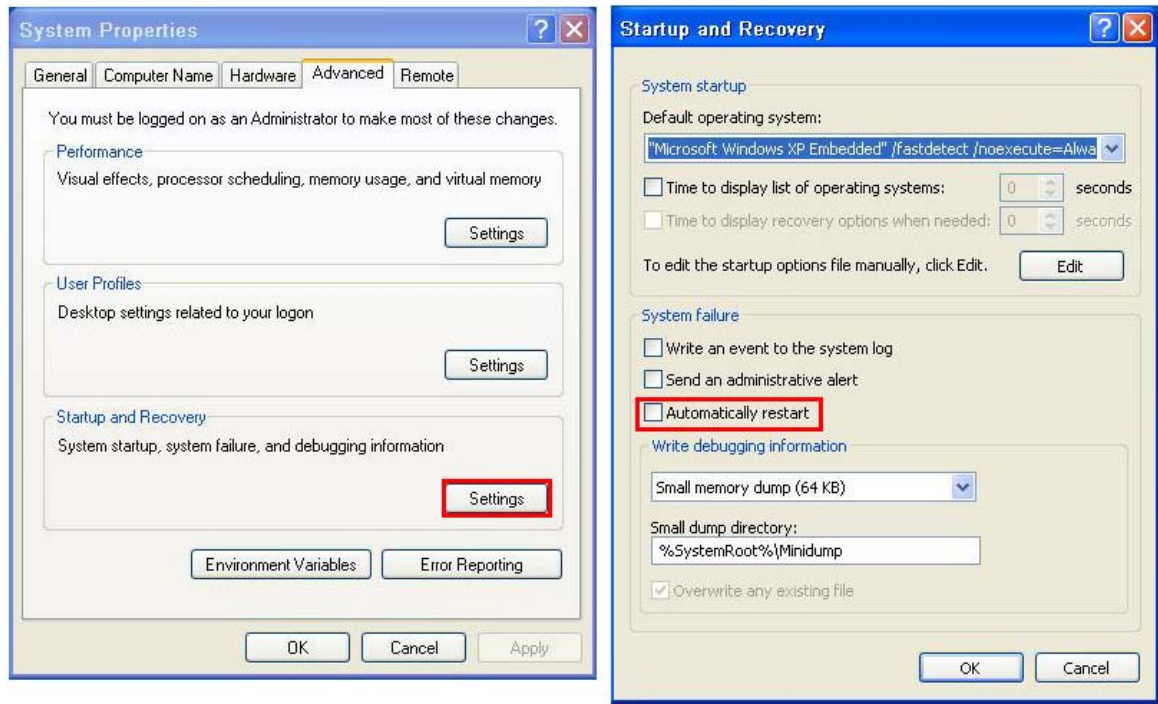 System Properties
General Computer Name Hardware Advanced Remote
You must be logged on as an Administrator to make most of these changes.
Performance
Visual effects, processor scheduling, memory usage, and virtual memory
Settings
User Profiles
Desktop settings related to your logon
Settings
Startup and Recovery
System startup, system failure, and debugging information
Settings
Environment Variables Error Reporting
OK Cancel Apply
Startup and Recovery
System startup
Default operating system:
"Microsoft Windows XP Embedded" /fastdetect /noexecute=Alwa
Time to display list of operating systems: 0 seconds
Time to display recovery options when needed: 0 seconds
To edit the startup options file manually, click Edit. Edit
System failure
Write an event to the system log
Send an administrative alert
Automatically restart
Write debugging information
Small memory dump (64 KB)
Small dump directory:
%SystemRoot%\Minidump
Overwrite any existing file
OK Cancel